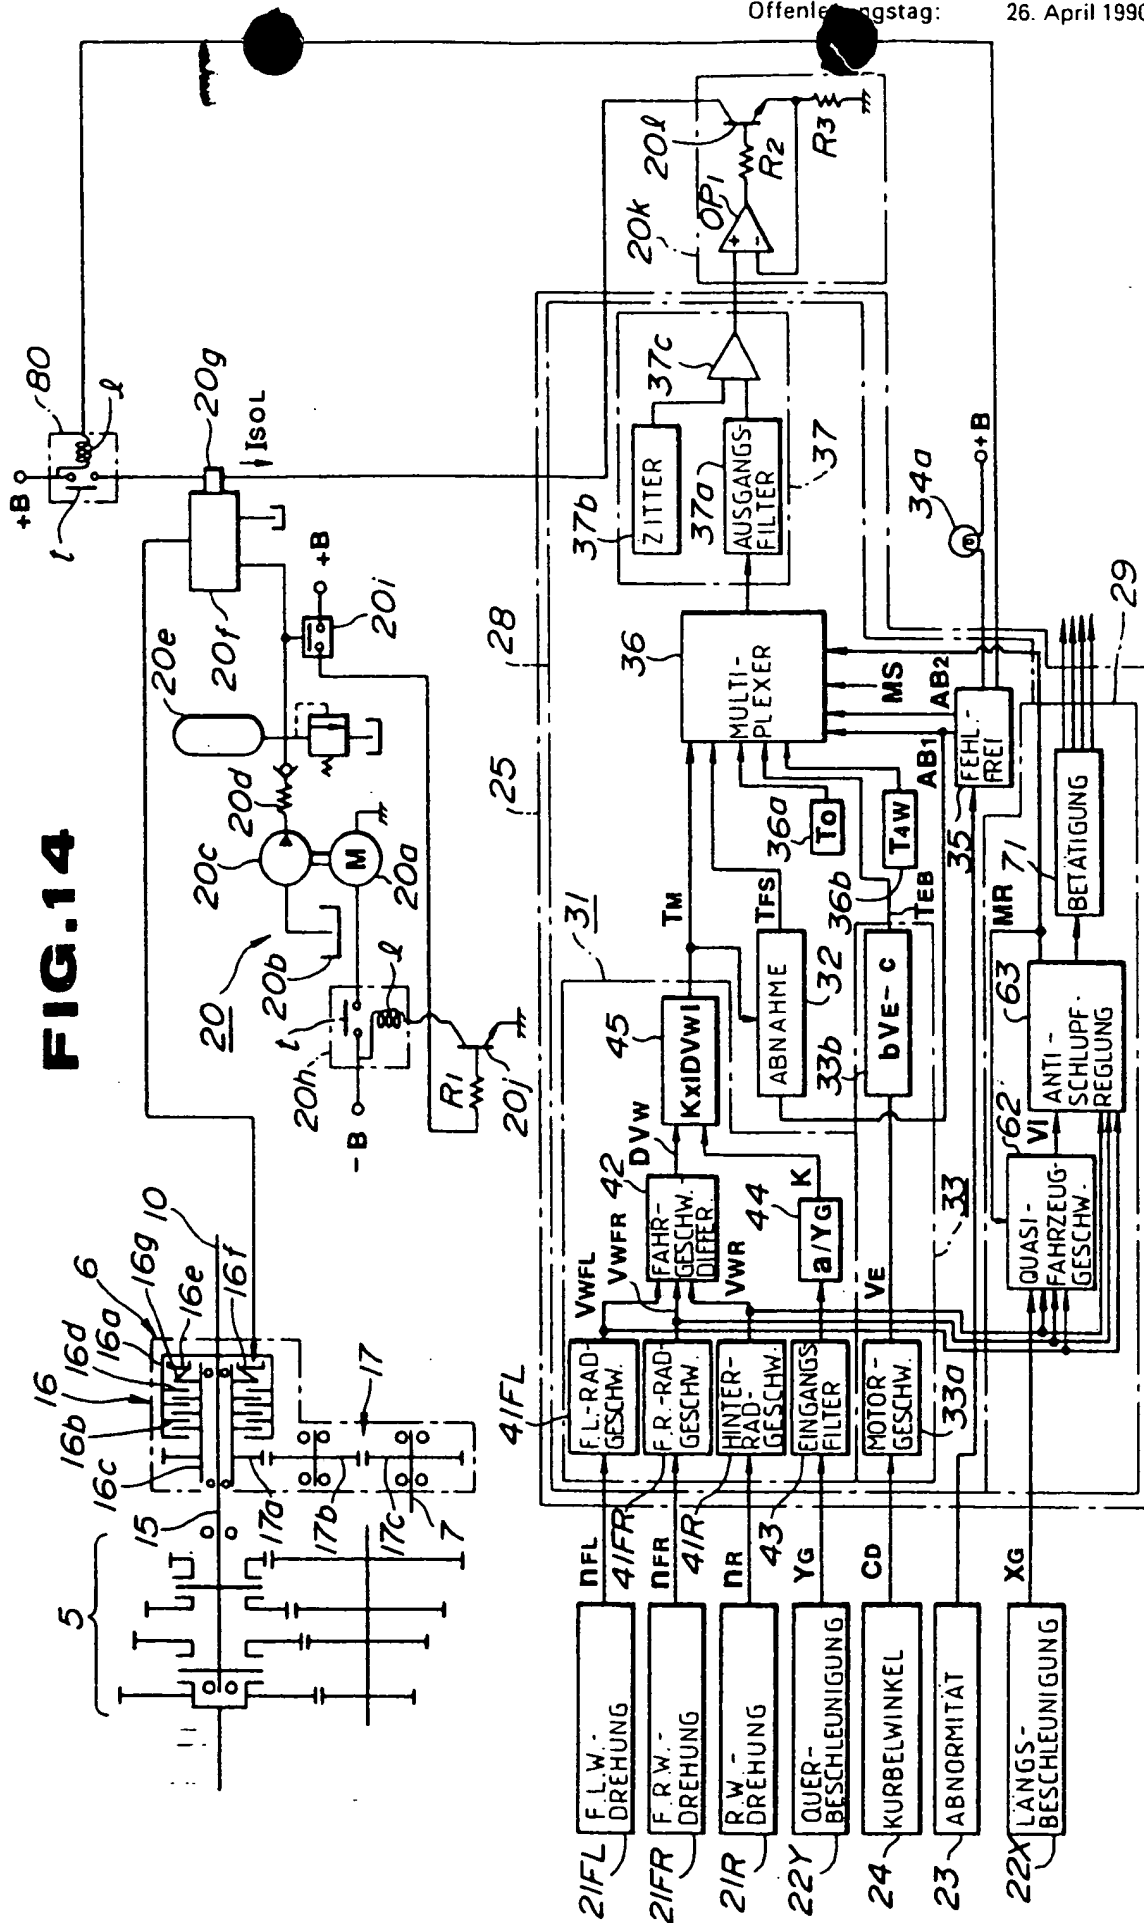 Offenle gungstag: 26. April 1990
FIG.14
5
15
16c
16b
16
16d
16a
6
16g
16e
10
16f
17
17a
17b
17c
7
20
20b
20c
20d
20a
M
20e
20f
20g
ISOL
80
+B
t
l
20i
+B
-B
20h
t
l
R1
20j
20k
20l
OP1
+
-
R2
R3
21FL
F.L.W.-
DREHUNG
21FR
F.R.W.-
DREHUNG
21R
R.W.-
DREHUNG
22Y
QUER-
BESCHLEUNIGUNG
24
KURBELWINKEL
23
ABNORMITÄT
22X
LÄNGS-
BESCHLEUNIGUNG
nFL
nFR
nR
YG
CD
XG
41FL
F.L.-RAD-
GESCHW.
41FR
F.R.-RAD-
GESCHW.
41R
HINTER-
RAD-
GESCHW.
43
EINGANGS
FILTER
MOTOR-
GESCHW.
33a
VWFL
VWFR
VWR
VE
42
FAHR-
GESCHW.
DIFFER.
DVW
44
a/YG
K
45
KxIDVWI
31
TM
ABNAHME
32
TFS
33b
bVE-C
33
TEB
36a
To
36b
T4W
36
MULTI-
PLEXER
MS
AB2
AB1
35
FEHL-
FREI
34a
+B
25
28
37b
ZITTER
37a
AUSGANGS-
FILTER
37c
37
62
QUASI-
FAHRZEUG-
GESCHW.
VI
63
ANTI-
SCHLUPF-
REGLUNG
MR
71
BETÄTIGUNG
29